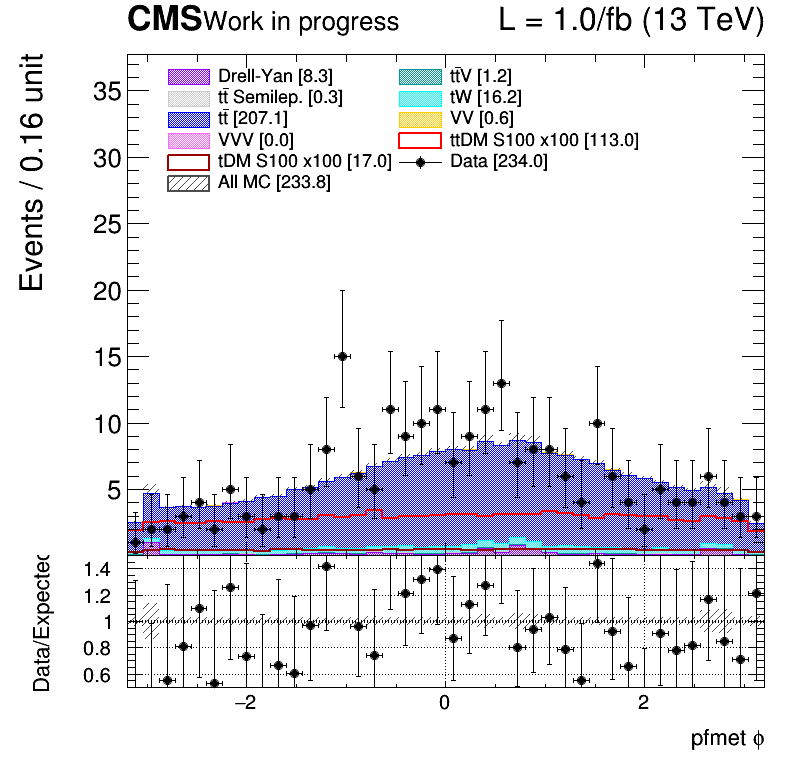 CMS Work in progress L = 1.0/fb (13 TeV)
Events / 0.16 unit
Drell-Yan [8.3] tt̄V [1.2]
tt̄ Semilep. [0.3] tW [16.2]
tt̄ [207.1] VV [0.6]
VVV [0.0] ttDM S100 x100 [113.0]
tDM S100 x100 [17.0] Data [234.0]
All MC [233.8]
35
30
25
20
15
10
5
Data/Expected
1.4
1.2
1
0.8
0.6
−2 0 2
pfmet ϕ